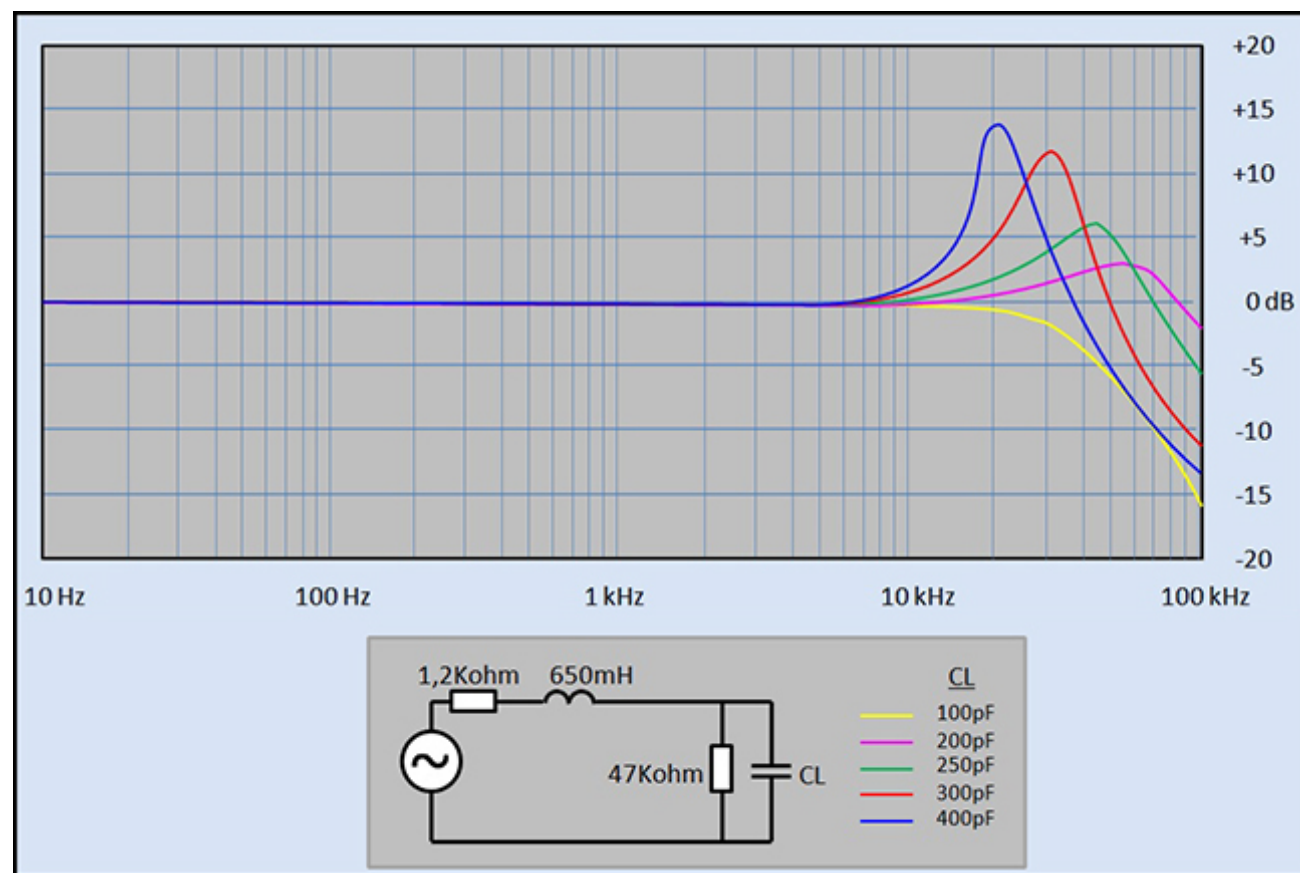 +20
+15
+10
+5
0 dB
-5
-10
-15
-20
10 Hz 100 Hz 1 kHz 10 kHz 100 kHz
1,2Kohm 650mH
47Kohm CL
CL
100pF
200pF
250pF
300pF
400pF